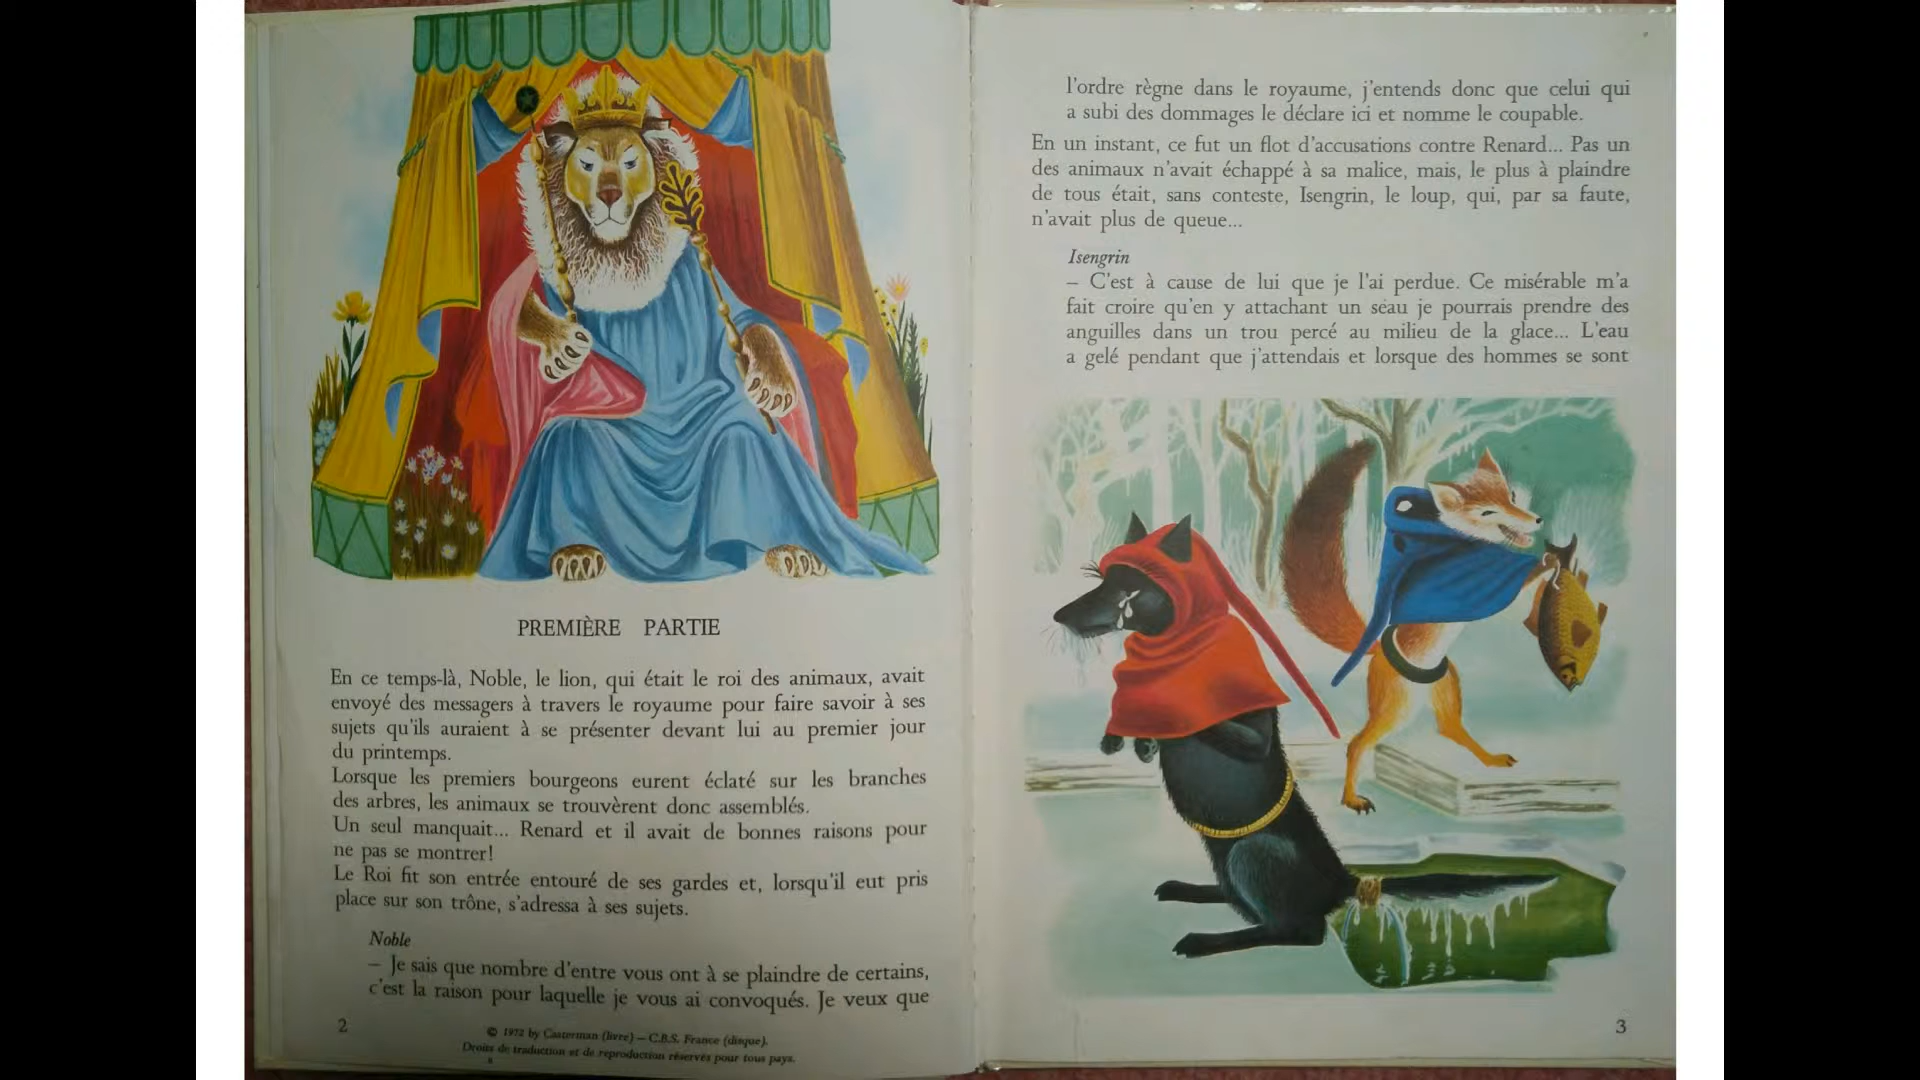 PREMIÈRE PARTIE
En ce temps-là, Noble, le lion, qui était le roi des animaux, avait
envoyé des messagers à travers le royaume pour faire savoir à ses
sujets qu'ils auraient à se présenter devant lui au premier jour
du printemps.
Lorsque les premiers bourgeons eurent éclaté sur les branches
des arbres, les animaux se trouvèrent donc assemblés.
Un seul manquait... Renard et il avait de bonnes raisons pour
ne pas se montrer!
Le Roi fit son entrée entouré de ses gardes et, lorsqu'il eut pris
place sur son trône, s'adressa à ses sujets.
Noble
– Je sais que nombre d'entre vous ont à se plaindre de certains,
c'est la raison pour laquelle je vous ai convoqués. Je veux que
2
© 1972 by Casterman (livre) – C.B.S. France (disque).
Droits de traduction et de reproduction réservés pour tous pays.
l'ordre règne dans le royaume, j'entends donc que celui qui
a subi des dommages le déclare ici et nomme le coupable.
En un instant, ce fut un flot d'accusations contre Renard... Pas un
des animaux n'avait échappé à sa malice, mais, le plus à plaindre
de tous était, sans conteste, Isengrin, le loup, qui, par sa faute,
n'avait plus de queue...
Isengrin
– C'est à cause de lui que je l'ai perdue. Ce misérable m'a
fait croire qu'en y attachant un seau je pourrais prendre des
anguilles dans un trou percé au milieu de la glace... L'eau
a gelé pendant que j'attendais et lorsque des hommes se sont
3